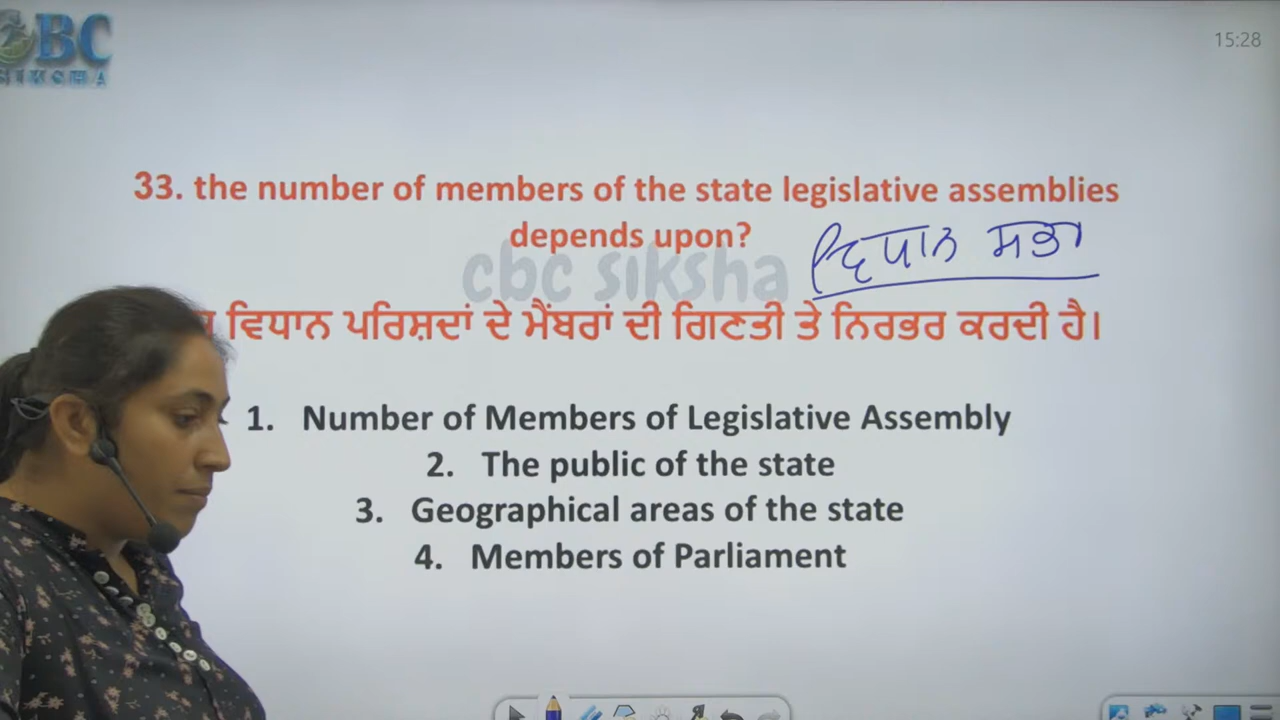 BC
SIKSHA
15:28
33. the number of members of the state legislative assemblies
depends upon?
ਵਿਧਾਨ ਸਭਾ
cbc siksha
ਵਿਧਾਨ ਪਰਿਸ਼ਦਾਂ ਦੇ ਮੈਂਬਰਾਂ ਦੀ ਗਿਣਤੀ ਤੇ ਨਿਰਭਰ ਕਰਦੀ ਹੈ।
1. Number of Members of Legislative Assembly
2. The public of the state
3. Geographical areas of the state
4. Members of Parliament